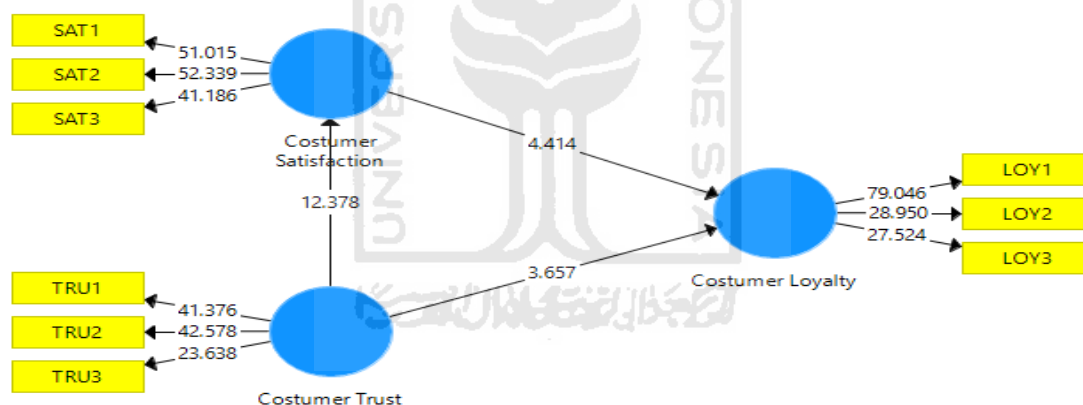 SAT1
SAT2
SAT3
51.015
52.339
41.186
Costumer
Satisfaction
12.378
4.414
3.657
TRU1
TRU2
TRU3
41.376
42.578
23.638
Costumer Trust
79.046
28.950
27.524
LOY1
LOY2
LOY3
Costumer Loyalty
UNIVERS
ONESIA